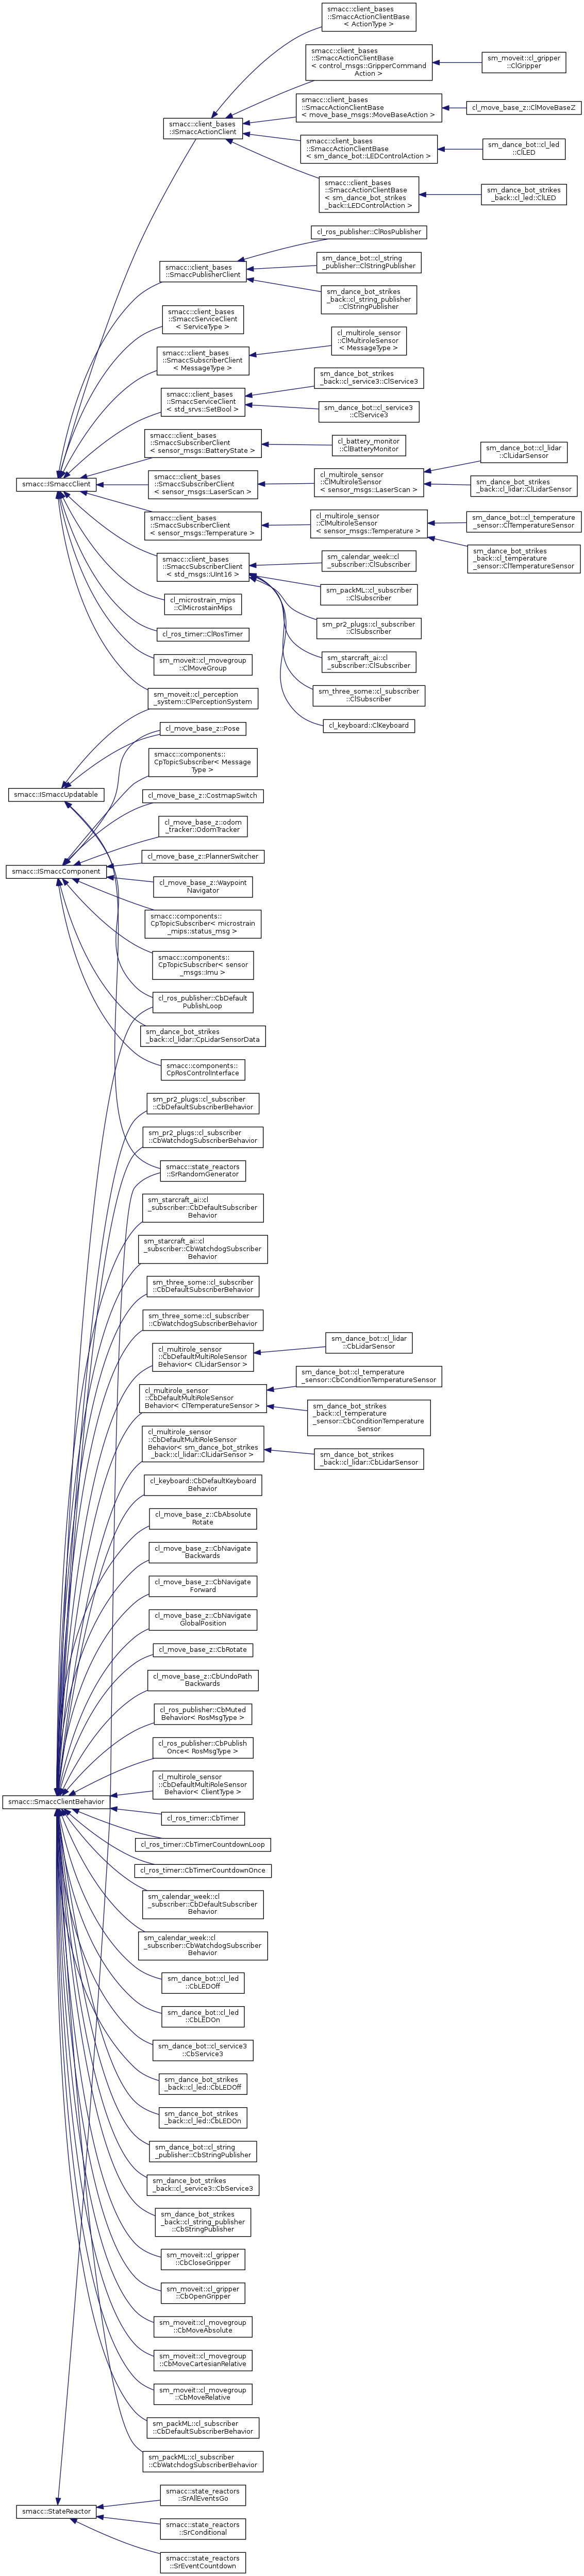 smacc::client_bases
::SmaccActionClientBase
< ActionType >
smacc::client_bases
::SmaccActionClientBase
< control_msgs::GripperCommand
Action >
sm_moveit::cl_gripper
::ClGripper
smacc::client_bases
::SmaccActionClientBase
< move_base_msgs::MoveBaseAction >
cl_move_base_z::ClMoveBaseZ
smacc::client_bases
::ISmaccActionClient
smacc::client_bases
::SmaccActionClientBase
< sm_dance_bot::LEDControlAction >
sm_dance_bot::cl_led
::ClLED
smacc::client_bases
::SmaccActionClientBase
< sm_dance_bot_strikes
_back::LEDControlAction >
sm_dance_bot_strikes
_back::cl_led::ClLED
cl_ros_publisher::ClRosPublisher
smacc::client_bases
::SmaccPublisherClient
sm_dance_bot::cl_string
_publisher::ClStringPublisher
sm_dance_bot_strikes
_back::cl_string_publisher
::ClStringPublisher
smacc::client_bases
::SmaccServiceClient
< ServiceType >
cl_multirole_sensor
::ClMultiroleSensor
< MessageType >
smacc::client_bases
::SmaccSubscriberClient
< MessageType >
sm_dance_bot_strikes
_back::cl_service3::ClService3
smacc::client_bases
::SmaccServiceClient
< std_srvs::SetBool >
sm_dance_bot::cl_service3
::ClService3
smacc::client_bases
::SmaccSubscriberClient
< sensor_msgs::BatteryState >
cl_battery_monitor
::ClBatteryMonitor
sm_dance_bot::cl_lidar
::ClLidarSensor
smacc::ISmaccClient
smacc::client_bases
::SmaccSubscriberClient
< sensor_msgs::LaserScan >
cl_multirole_sensor
::ClMultiroleSensor
< sensor_msgs::LaserScan >
sm_dance_bot_strikes
_back::cl_lidar::ClLidarSensor
smacc::client_bases
::SmaccSubscriberClient
< sensor_msgs::Temperature >
cl_multirole_sensor
::ClMultiroleSensor
< sensor_msgs::Temperature >
sm_dance_bot::cl_temperature
_sensor::ClTemperatureSensor
sm_dance_bot_strikes
_back::cl_temperature
_sensor::ClTemperatureSensor
smacc::client_bases
::SmaccSubscriberClient
< std_msgs::UInt16 >
sm_calendar_week::cl
_subscriber::ClSubscriber
sm_packML::cl_subscriber
::ClSubscriber
cl_microstrain_mips
::ClMicrostainMips
sm_pr2_plugs::cl_subscriber
::ClSubscriber
cl_ros_timer::ClRosTimer
sm_starcraft_ai::cl
_subscriber::ClSubscriber
sm_moveit::cl_movegroup
::ClMoveGroup
sm_three_some::cl_subscriber
::ClSubscriber
sm_moveit::cl_perception
_system::ClPerceptionSystem
cl_keyboard::ClKeyboard
cl_move_base_z::Pose
smacc::components::
CpTopicSubscriber< Message
Type >
smacc::ISmaccUpdatable
cl_move_base_z::CostmapSwitch
cl_move_base_z::odom
_tracker::OdomTracker
cl_move_base_z::PlannerSwitcher
smacc::ISmaccComponent
cl_move_base_z::Waypoint
Navigator
smacc::components::
CpTopicSubscriber< microstrain
_mips::status_msg >
smacc::components::
CpTopicSubscriber< sensor
_msgs::Imu >
cl_ros_publisher::CbDefault
PublishLoop
sm_dance_bot_strikes
_back::cl_lidar::CpLidarSensorData
smacc::components::
CpRosControlInterface
sm_pr2_plugs::cl_subscriber
::CbDefaultSubscriberBehavior
sm_pr2_plugs::cl_subscriber
::CbWatchdogSubscriberBehavior
smacc::state_reactors
::SrRandomGenerator
sm_starcraft_ai::cl
_subscriber::CbDefaultSubscriber
Behavior
sm_starcraft_ai::cl
_subscriber::CbWatchdogSubscriber
Behavior
sm_three_some::cl_subscriber
::CbDefaultSubscriberBehavior
sm_three_some::cl_subscriber
::CbWatchdogSubscriberBehavior
cl_multirole_sensor
::CbDefaultMultiRoleSensor
Behavior< ClLidarSensor >
sm_dance_bot::cl_lidar
::CbLidarSensor
cl_multirole_sensor
::CbDefaultMultiRoleSensor
Behavior< ClTemperatureSensor >
sm_dance_bot::cl_temperature
_sensor::CbConditionTemperatureSensor
sm_dance_bot_strikes
_back::cl_temperature
_sensor::CbConditionTemperature
Sensor
cl_multirole_sensor
::CbDefaultMultiRoleSensor
Behavior< sm_dance_bot_strikes
_back::cl_lidar::ClLidarSensor >
sm_dance_bot_strikes
_back::cl_lidar::CbLidarSensor
cl_keyboard::CbDefaultKeyboard
Behavior
cl_move_base_z::CbAbsolute
Rotate
cl_move_base_z::CbNavigate
Backwards
cl_move_base_z::CbNavigate
Forward
cl_move_base_z::CbNavigate
GlobalPosition
cl_move_base_z::CbRotate
cl_move_base_z::CbUndoPath
Backwards
cl_ros_publisher::CbMuted
Behavior< RosMsgType >
cl_ros_publisher::CbPublish
Once< RosMsgType >
cl_multirole_sensor
::CbDefaultMultiRoleSensor
Behavior< ClientType >
smacc::SmaccClientBehavior
cl_ros_timer::CbTimer
cl_ros_timer::CbTimerCountdownLoop
cl_ros_timer::CbTimerCountdownOnce
sm_calendar_week::cl
_subscriber::CbDefaultSubscriber
Behavior
sm_calendar_week::cl
_subscriber::CbWatchdogSubscriber
Behavior
sm_dance_bot::cl_led
::CbLEDOff
sm_dance_bot::cl_led
::CbLEDOn
sm_dance_bot::cl_service3
::CbService3
sm_dance_bot_strikes
_back::cl_led::CbLEDOff
sm_dance_bot_strikes
_back::cl_led::CbLEDOn
sm_dance_bot::cl_string
_publisher::CbStringPublisher
sm_dance_bot_strikes
_back::cl_service3::CbService3
sm_dance_bot_strikes
_back::cl_string_publisher
::CbStringPublisher
sm_moveit::cl_gripper
::CbCloseGripper
sm_moveit::cl_gripper
::CbOpenGripper
sm_moveit::cl_movegroup
::CbMoveAbsolute
sm_moveit::cl_movegroup
::CbMoveCartesianRelative
sm_moveit::cl_movegroup
::CbMoveRelative
sm_packML::cl_subscriber
::CbDefaultSubscriberBehavior
sm_packML::cl_subscriber
::CbWatchdogSubscriberBehavior
smacc::state_reactors
::SrAllEventsGo
smacc::StateReactor
smacc::state_reactors
::SrConditional
smacc::state_reactors
::SrEventCountdown